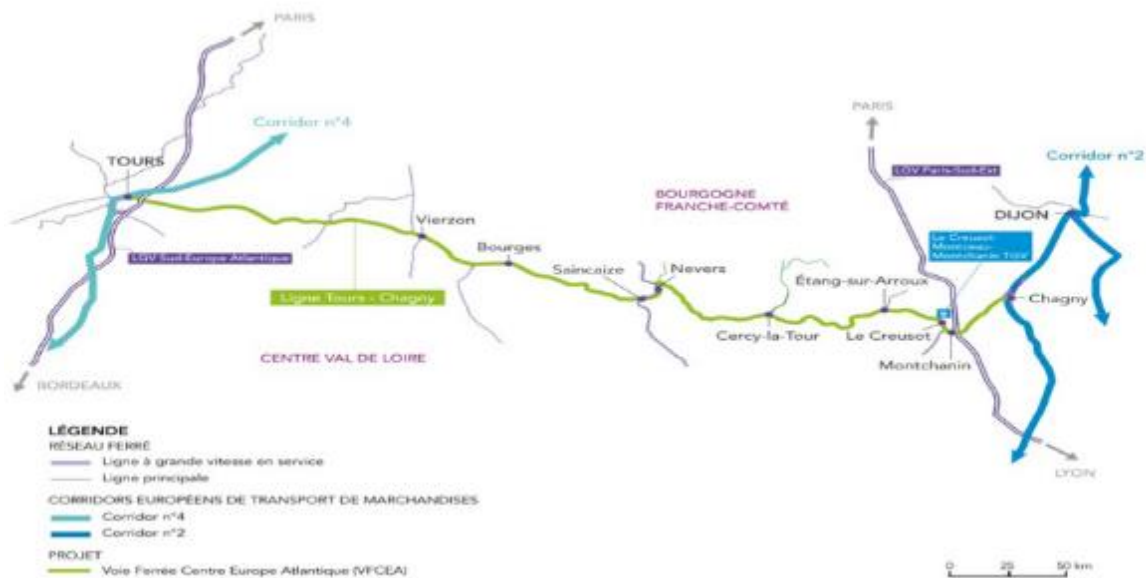 PARIS
Corridor n°4
TOURS
LGV Sud-Europe Atlantique
Ligne Tours - Chagny
Vierzon
Bourges
Saincaize
Nevers
CENTRE VAL DE LOIRE
BORDEAUX
PARIS
LGV Paris-Sud-Est
BOURGOGNE
FRANCHE-COMTÉ
Corridor n°2
DIJON
Le Creusot
Montceau-
Montchanin TGV
Étang-sur-Arroux
Chagny
Cercy-la-Tour
Le Creusot
Montchanin
LYON
LÉGENDE
RÉSEAU FERRÉ
Ligne à grande vitesse en service
Ligne principale
CORRIDORS EUROPÉENS DE TRANSPORT DE MARCHANDISES
Corridor n°4
Corridor n°2
PROJET
Voie Ferrée Centre Europe Atlantique (VFCEA)
0 25 50 km